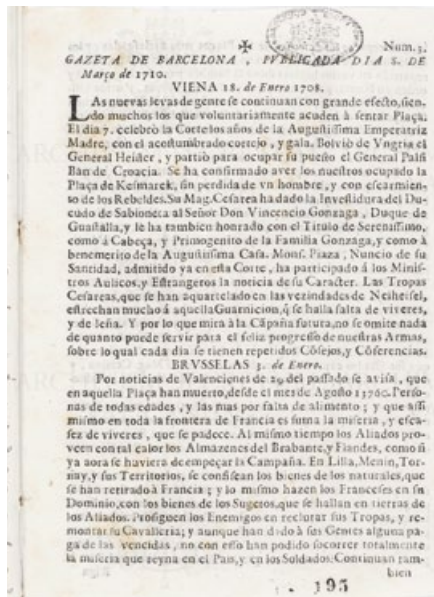 Num. 3.
GAZETA DE BARCELONA , PVBLICADA DIA 8. DE
Março de 1710.
VIENA 18. de Enero 1708.
LAs nuevas levas de gente se continuan con grande efecto, sien-
do muchos los que voluntariamente acuden à sentar Plaça.
El dia 7. celebrò la Corte los años de la Augustissima Emperatriz
Madre, con el acostumbrado cortejo , y gala. Bolviò de Vngria el
General Heister , y partiò para ocupar su puesto el General Palfi
Ban de Croacia. Se ha confirmado aver los nuestros ocupado la
Plaça de Kesmarek, sin perdida de vn hombre , y con escarmien-
so de los Rebeldes. Su Mag. Cesarea ha dado la Investidura del Du-
cado de Sabioneta al Señor Don Vincencio Gonzaga , Duque de
Guastalla, y le ha tambien honrado con el Titulo de Serenissimo,
como à Cabeça, y Primogenito de la Familia Gonzaga, y como à
benemerito de la Augustissima Casa. Mons. Piaza , Nuncio de su
Santidad, admitido ya en esta Corte , ha participado à los Minis-
tros Aulicos, y Estrangeros la noticia de su Caracter. Las Tropas
Cesareas, que se han aquartelado en las vezindades de Neiheisel,
estrechan mucho à aquella Guarnicion, q̃ se halla falta de viveres,
y de leña. Y por lo que mira à la Cãpaña futura, no se omite nada
de quanto puede servir para el feliz progresso de nuestras Armas,
sobre lo qual cada dia se tienen repetidos Cõsejos, y Cõferencias.
BRVSSELAS 3. de Enero.
Por noticias de Valencienes de 29 del passado se avisa , que
en aquella Plaça han muerto, desde el mes de Agosto 13760. Perso-
nas de todas edades , y las mas por falta de alimento ; y que assi
mismo en toda la frontera de Francia es suma la miseria , y esca-
sez de viveres , que se padece. Al mismo tiempo los Aliados pro-
veen con tal calor los Almazenes del Brabante, y Flandes, como si
ya aora se huviera de empeçar la Campaña. En Lilla, Menin, Tor-
nay, y sus Territorios, se confiscan los bienes de los naturales, que
se han retirado à Francia ; y lo mismo hazen los Franceses en su
Dominio, con los bienes de los Sugetos, que se hallan en tierras de
los Aliados. Prosiguen los Enemigos en reclutar sus Tropas, y re-
montar su Cavalleria; y aunque han dado à sus Gentes alguna pa-
ga de las vencidas , no con esso han podido socorrer totalmente
la miseria que reyna en el Pais, y en los Soldados. Continuan tam-
bien
195